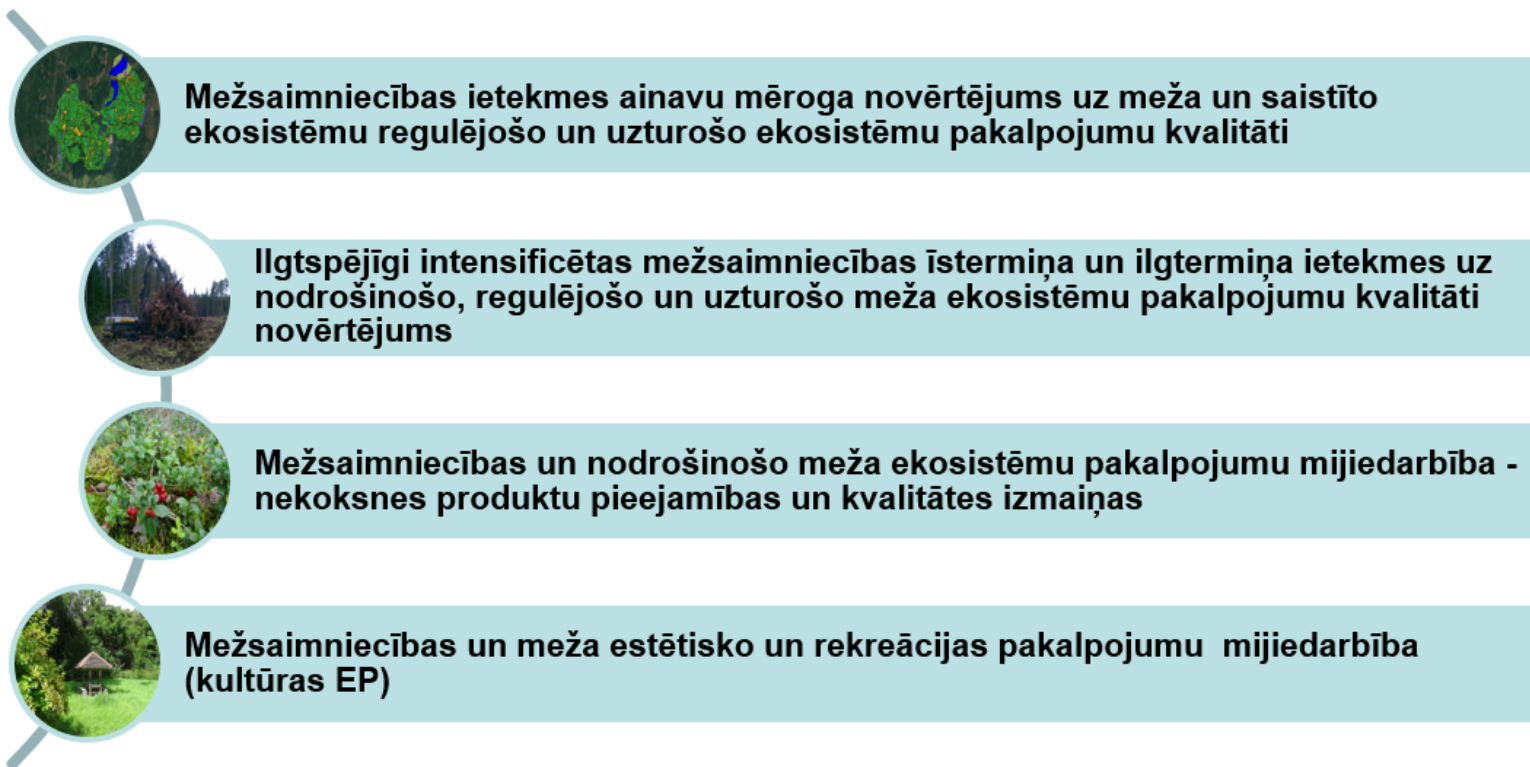 Mežsaimniecības ietekmes ainavu mēroga novērtējums uz meža un saistīto
ekosistēmu regulējošo un uzturošo ekosistēmu pakalpojumu kvalitāti
Ilgtspējīgi intensificētas mežsaimniecības īstermiņa un ilgtermiņa ietekmes uz
nodrošinošo, regulējošo un uzturošo meža ekosistēmu pakalpojumu kvalitāti
novērtējums
Mežsaimniecības un nodrošinošo meža ekosistēmu pakalpojumu mijiedarbība -
nekoksnes produktu pieejamības un kvalitātes izmaiņas
Mežsaimniecības un meža estētisko un rekreācijas pakalpojumu  mijiedarbība
(kultūras EP)